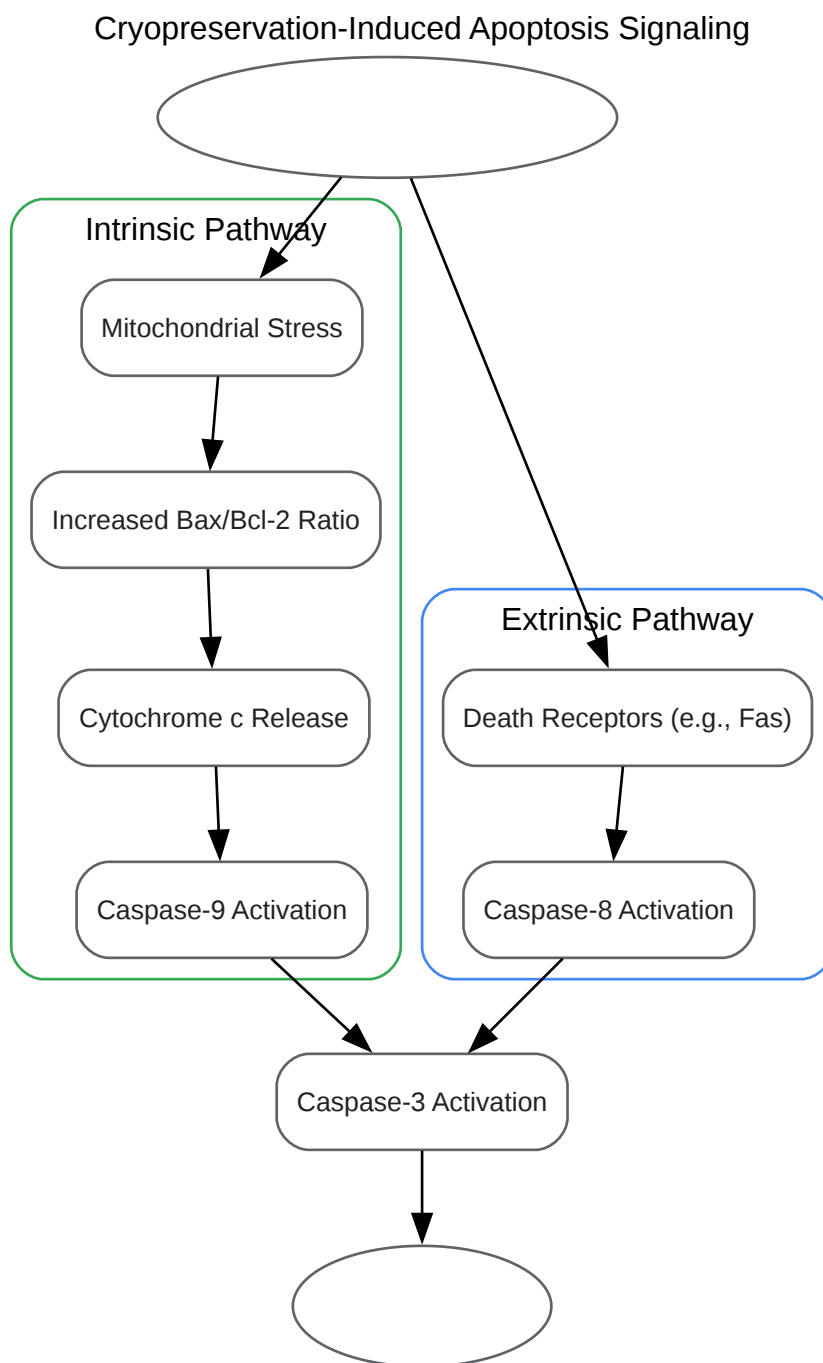 Cryopreservation-Induced Apoptosis Signaling
Intrinsic Pathway
Mitochondrial Stress
Increased Bax/Bcl-2 Ratio
Extrinsic Pathway
Cytochrome c Release
Death Receptors (e.g., Fas)
Caspase-9 Activation
Caspase-8 Activation
Caspase-3 Activation